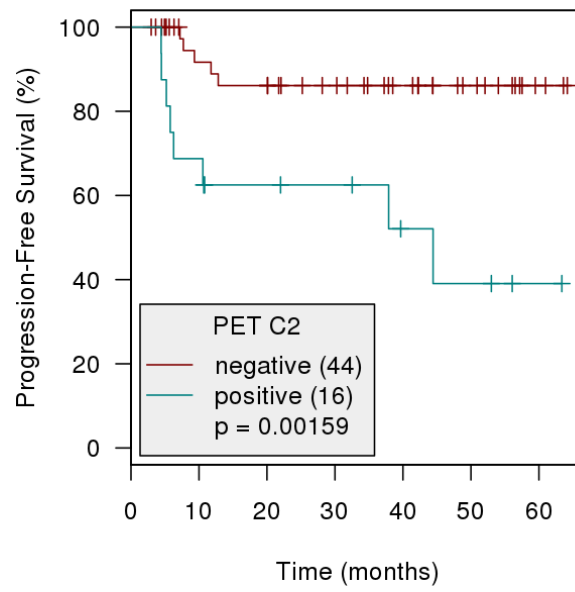 Progression-Free Survival (%)
100
80
60
40
20
0
PET C2
negative (44)
positive (16)
p = 0.00159
0 10 20 30 40 50 60
Time (months)